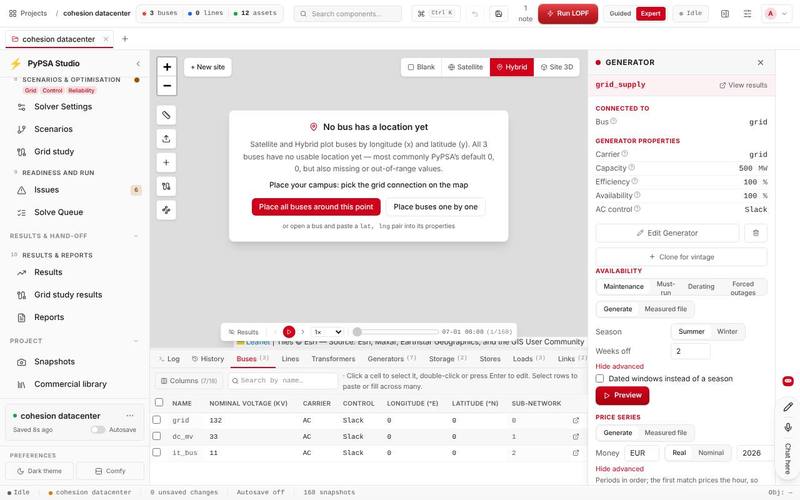 Projects / cohesion datacenter
3 buses 0 lines 12 assets
Search components...
Ctrl K
1 note
Run LOPF
Guided Expert
Idle
A
cohesion datacenter
PyPSA Studio
SCENARIOS & OPTIMISATION
Grid Control Reliability
Solver Settings
Scenarios
Grid study
9 READINESS AND RUN
Issues 6
Solve Queue
RESULTS & HAND-OFF
10 RESULTS & REPORTS
Results
Grid study results
Reports
PROJECT
Snapshots
Commercial library
cohesion datacenter
Saved 8s ago Autosave
PREFERENCES
Dark theme Comfy
+ New site
Blank Satellite Hybrid Site 3D
No bus has a location yet
Satellite and Hybrid plot buses by longitude (x) and latitude (y). All 3
buses have no usable location yet — most commonly PyPSA's default 0,
0, but also missing or out-of-range values.
Place your campus: pick the grid connection on the map
Place all buses around this point Place buses one by one
or open a bus and paste a lat, lng pair into its properties
Results 1x 07-01 00:00 (1/168)
Leaflet | Tiles © Esri — Source: Esri, Maxar, Earthstar Geographics, and the GIS User Community
Log History Buses (3) Lines Transformers Generators (7) Storage (2) Stores Loads (3) Links (2)
Columns (7/18) Search by name…
· Click a cell to select it, double-click or press Enter to edit. Select rows to
paste or fill across many.
NAME NOMINAL VOLTAGE (KV) CARRIER CONTROL LONGITUDE (°E) LATITUDE (°N) SUB-NETWORK
grid 132 AC Slack 0 0 0
dc_mv 33 AC Slack 0 0 1
it_bus 11 AC Slack 0 0 2
GENERATOR
grid_supply View results
CONNECTED TO
Bus grid
GENERATOR PROPERTIES
Carrier grid
Capacity 500 MW
Efficiency 100 %
Availability 100 %
AC control Slack
Edit Generator
+ Clone for vintage
AVAILABILITY
Maintenance Must-run Derating Forced outages
Generate Measured file
Season Summer Winter
Weeks off 2
Hide advanced
Dated windows instead of a season
Preview
PRICE SERIES
Generate Measured file
Money EUR Real Nominal 2026
Hide advanced
Periods in order; the first match prices the hour, so
Chat here
Idle cohesion datacenter 0 unsaved changes Autosave off 168 snapshots Obj: —